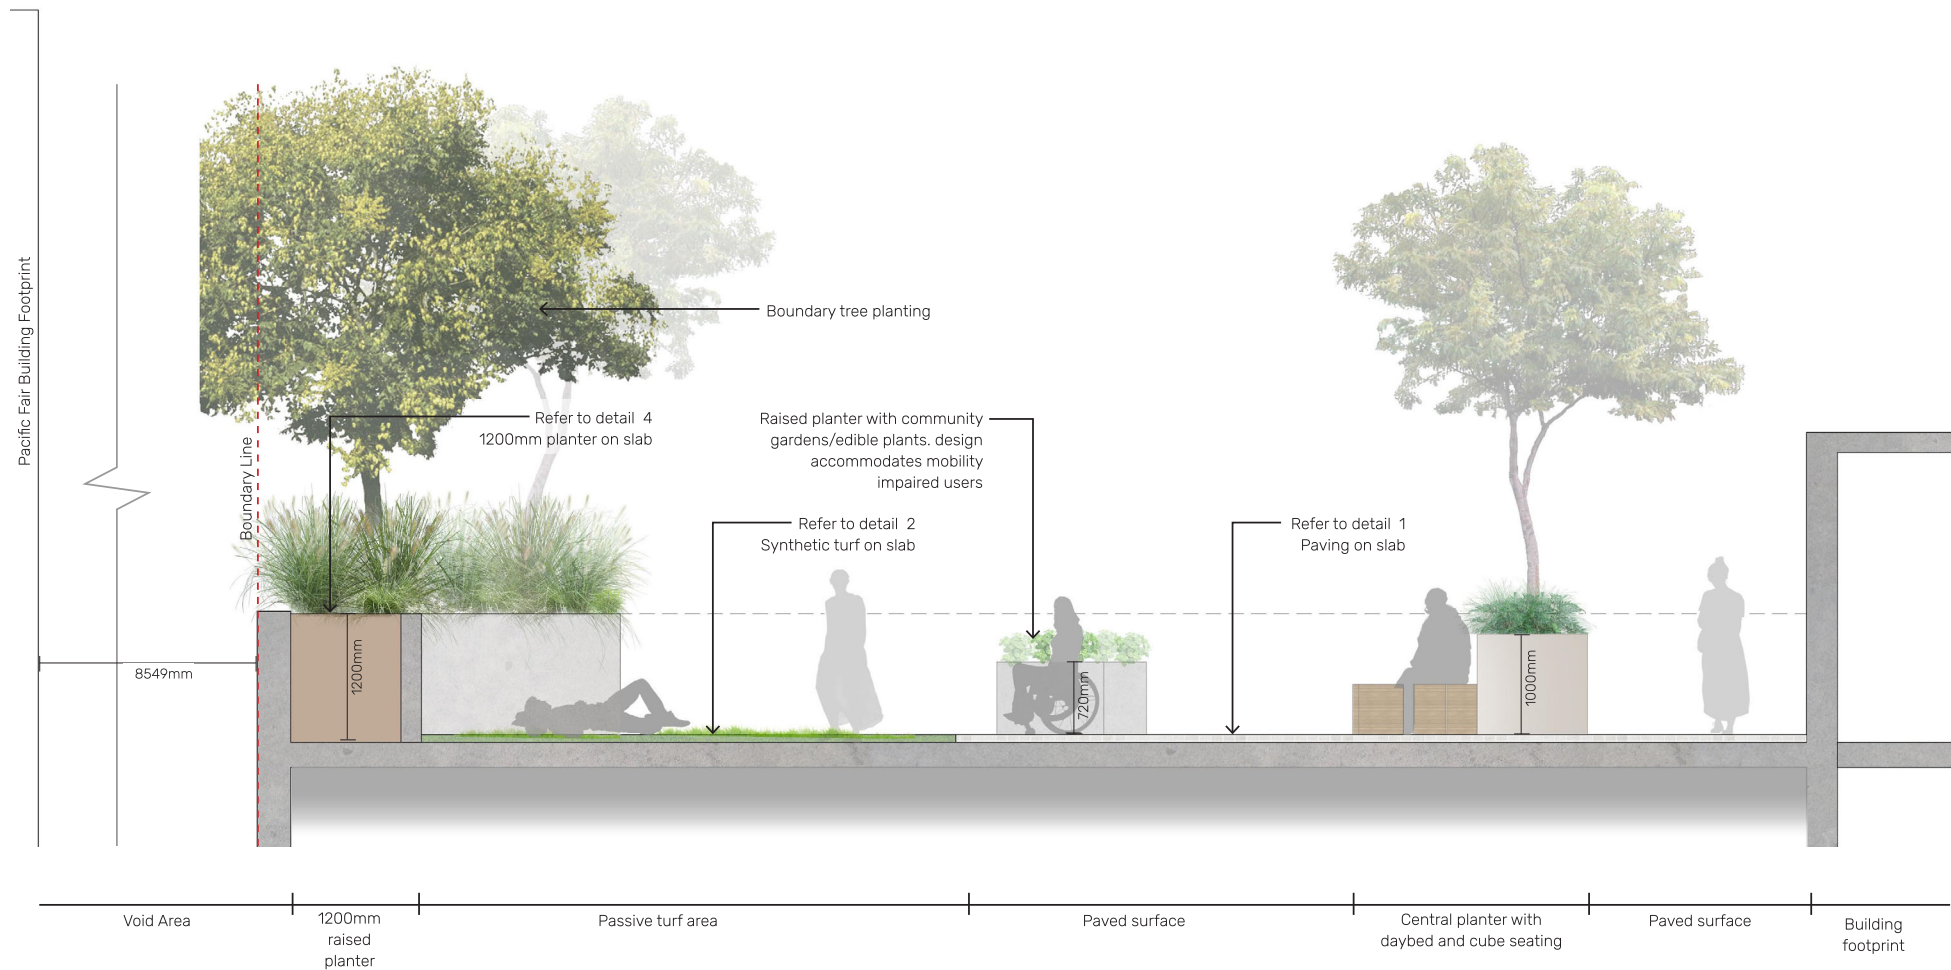 Pacific Fair Building Footprint
Boundary Line
Boundary tree planting
Refer to detail  4
1200mm planter on slab
Raised planter with community
gardens/edible plants. design
accommodates mobility
impaired users
Refer to detail  2
Synthetic turf on slab
Refer to detail  1
Paving on slab
8549mm
1200mm
720mm
1000mm
Void Area
1200mm
raised
planter
Passive turf area
Paved surface
Central planter with
daybed and cube seating
Paved surface
Building
footprint